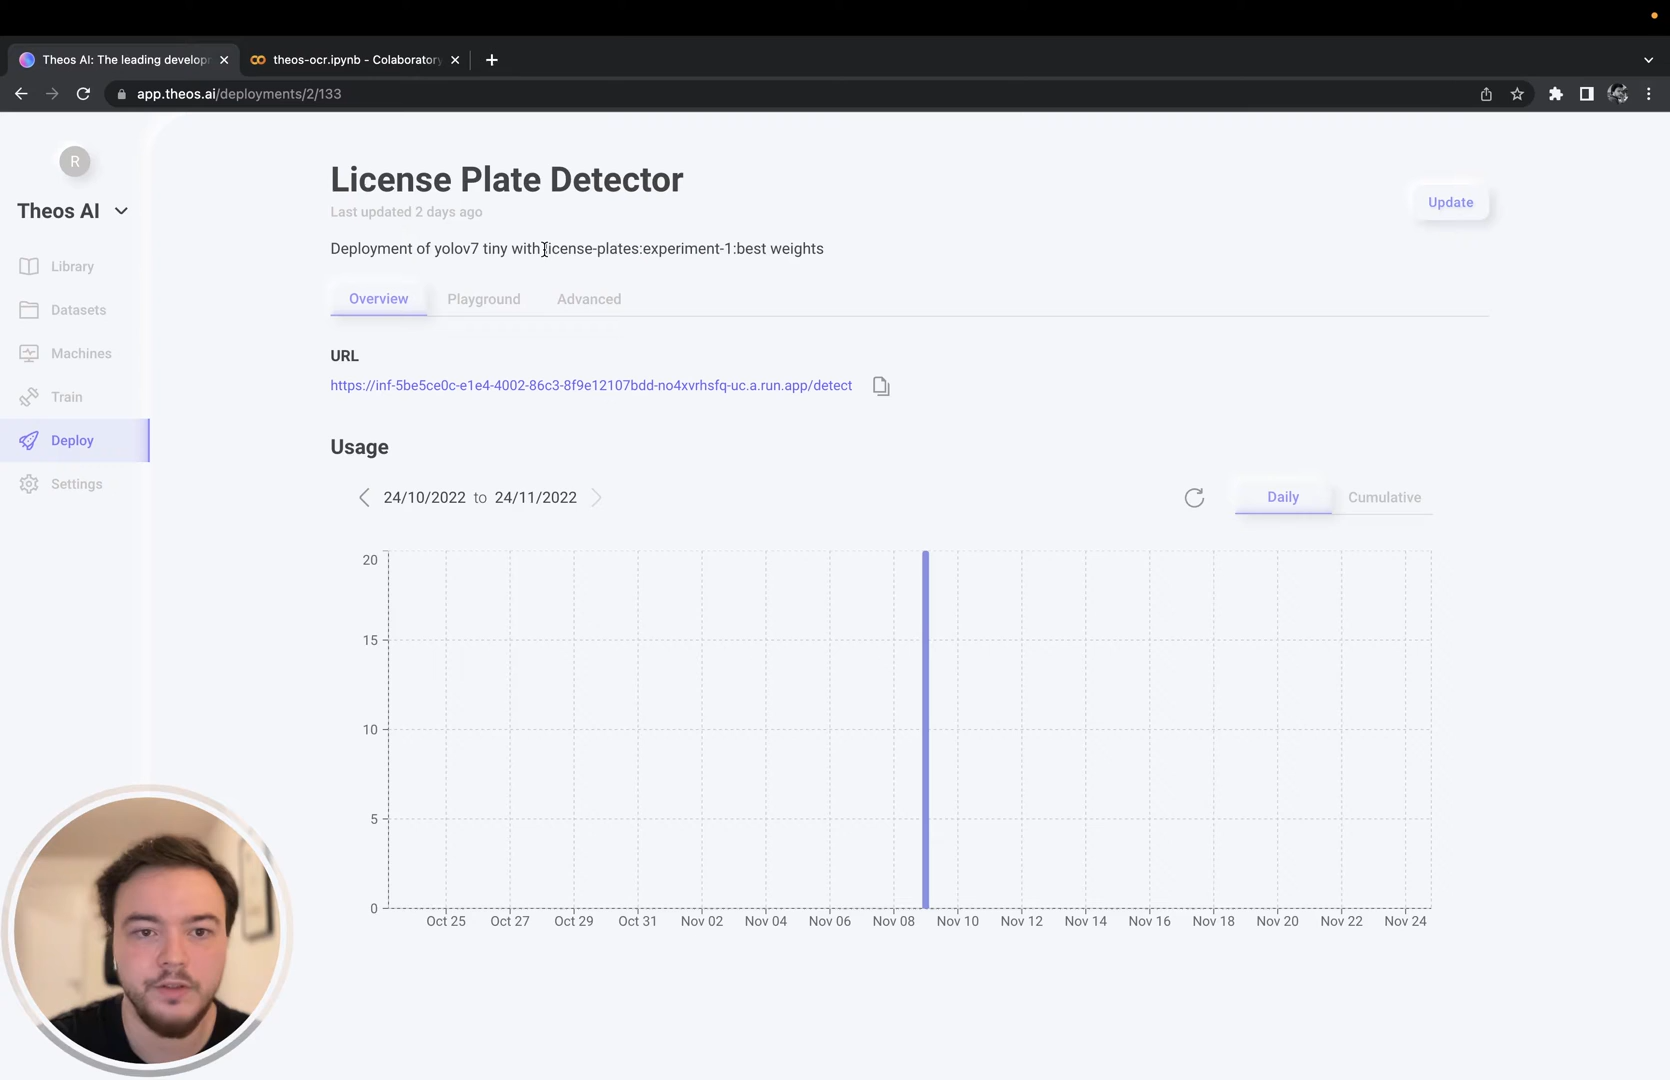 Theos AI: The leading develop
theos-ocr.ipynb - Colaboratory
app.theos.ai/deployments/2/133
R
Theos AI
Library
Datasets
Machines
Train
Deploy
Settings
License Plate Detector
Last updated 2 days ago
Update
Deployment of yolov7 tiny with license-plates:experiment-1:best weights
Overview Playground Advanced
URL
https://inf-5be5ce0c-e1e4-4002-86c3-8f9e12107bdd-no4xvrhsfq-uc.a.run.app/detect
Usage
24/10/2022 to 24/11/2022
Daily Cumulative
20
15
10
5
0
Oct 25 Oct 27 Oct 29 Oct 31 Nov 02 Nov 04 Nov 06 Nov 08 Nov 10 Nov 12 Nov 14 Nov 16 Nov 18 Nov 20 Nov 22 Nov 24